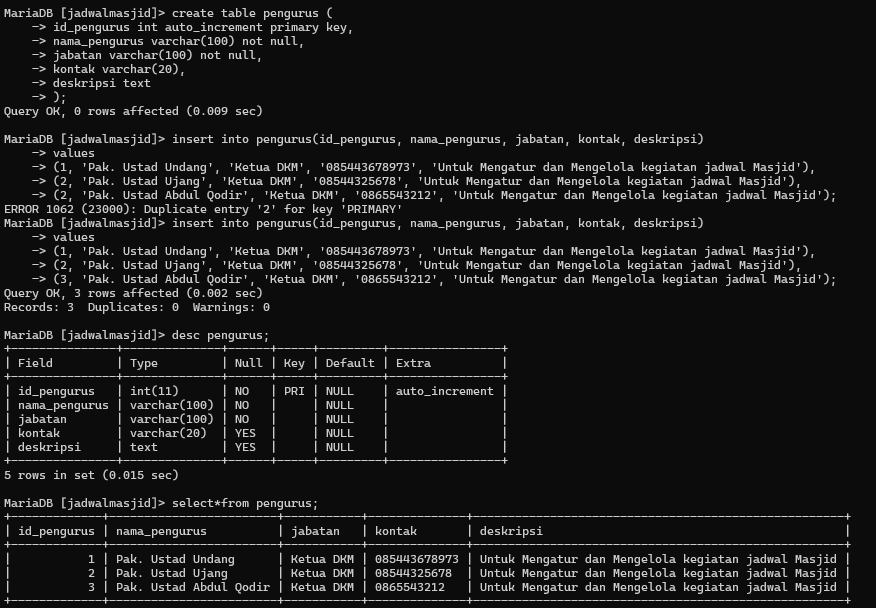 MariaDB [jadwalmasjid]> create table pengurus (
    -> id_pengurus int auto_increment primary key,
    -> nama_pengurus varchar(100) not null,
    -> jabatan varchar(100) not null,
    -> kontak varchar(20),
    -> deskripsi text
    -> );
Query OK, 0 rows affected (0.009 sec)

MariaDB [jadwalmasjid]> insert into pengurus(id_pengurus, nama_pengurus, jabatan, kontak, deskripsi)
    -> values
    -> (1, 'Pak. Ustad Undang', 'Ketua DKM', '085443678973', 'Untuk Mengatur dan Mengelola kegiatan jadwal Masjid'),
    -> (2, 'Pak. Ustad Ujang', 'Ketua DKM', '08544325678', 'Untuk Mengatur dan Mengelola kegiatan jadwal Masjid'),
    -> (2, 'Pak. Ustad Abdul Qodir', 'Ketua DKM', '0865543212', 'Untuk Mengatur dan Mengelola kegiatan jadwal Masjid');
ERROR 1062 (23000): Duplicate entry '2' for key 'PRIMARY'
MariaDB [jadwalmasjid]> insert into pengurus(id_pengurus, nama_pengurus, jabatan, kontak, deskripsi)
    -> values
    -> (1, 'Pak. Ustad Undang', 'Ketua DKM', '085443678973', 'Untuk Mengatur dan Mengelola kegiatan jadwal Masjid'),
    -> (2, 'Pak. Ustad Ujang', 'Ketua DKM', '08544325678', 'Untuk Mengatur dan Mengelola kegiatan jadwal Masjid'),
    -> (3, 'Pak. Ustad Abdul Qodir', 'Ketua DKM', '0865543212', 'Untuk Mengatur dan Mengelola kegiatan jadwal Masjid');
Query OK, 3 rows affected (0.002 sec)
Records: 3  Duplicates: 0  Warnings: 0

MariaDB [jadwalmasjid]> desc pengurus;
| Field         | Type         | Null | Key | Default | Extra          |
| id_pengurus   | int(11)      | NO   | PRI | NULL    | auto_increment |
| nama_pengurus | varchar(100) | NO   |     | NULL    |                |
| jabatan       | varchar(100) | NO   |     | NULL    |                |
| kontak        | varchar(20)  | YES  |     | NULL    |                |
| deskripsi     | text         | YES  |     | NULL    |                |
5 rows in set (0.015 sec)

MariaDB [jadwalmasjid]> select*from pengurus;
| id_pengurus | nama_pengurus          | jabatan   | kontak       | deskripsi                                           |
|           1 | Pak. Ustad Undang      | Ketua DKM | 085443678973 | Untuk Mengatur dan Mengelola kegiatan jadwal Masjid |
|           2 | Pak. Ustad Ujang       | Ketua DKM | 08544325678  | Untuk Mengatur dan Mengelola kegiatan jadwal Masjid |
|           3 | Pak. Ustad Abdul Qodir | Ketua DKM | 0865543212   | Untuk Mengatur dan Mengelola kegiatan jadwal Masjid |